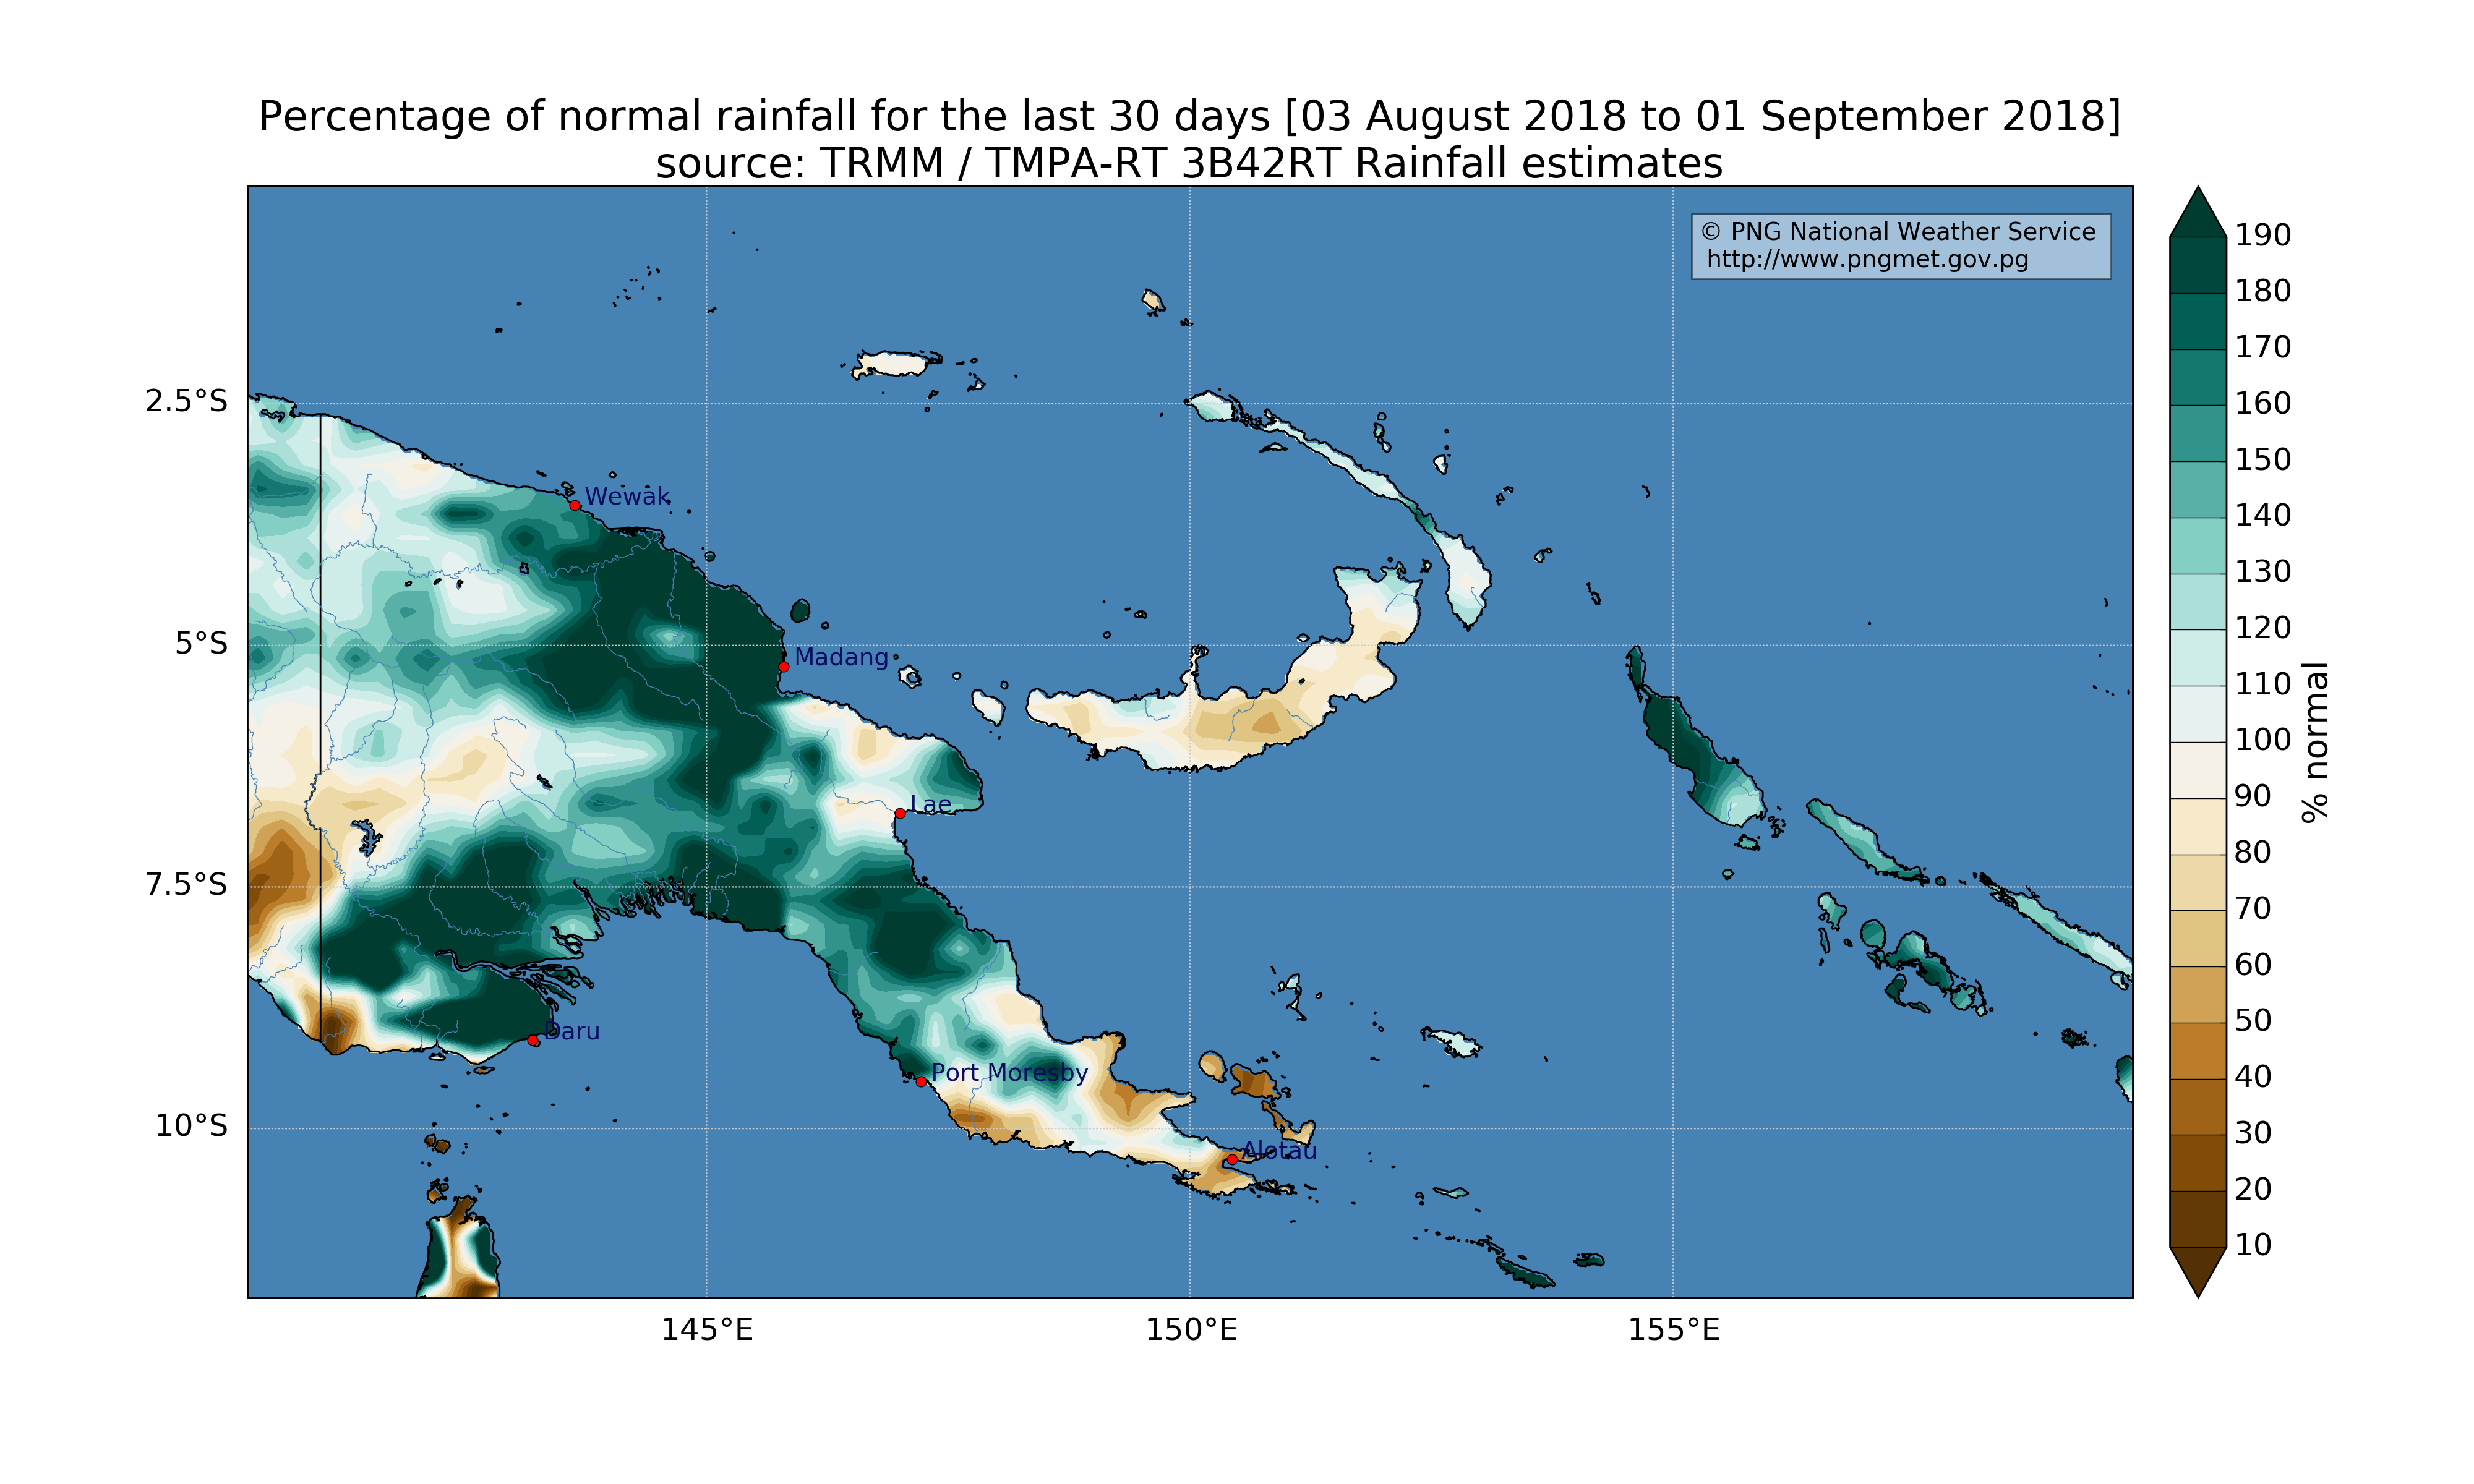 Percentage of normal rainfall for the last 30 days [03 August 2018 to 01 September 2018]
source: TRMM / TMPA-RT 3B42RT Rainfall estimates
© PNG National Weather Service
http://www.pngmet.gov.pg
2.5°S
5°S
7.5°S
10°S
145°E
150°E
155°E
Wewak
Madang
Lae
Daru
Port Moresby
Alotau
190
180
170
160
150
140
130
120
110
100
90
80
70
60
50
40
30
20
10
% normal